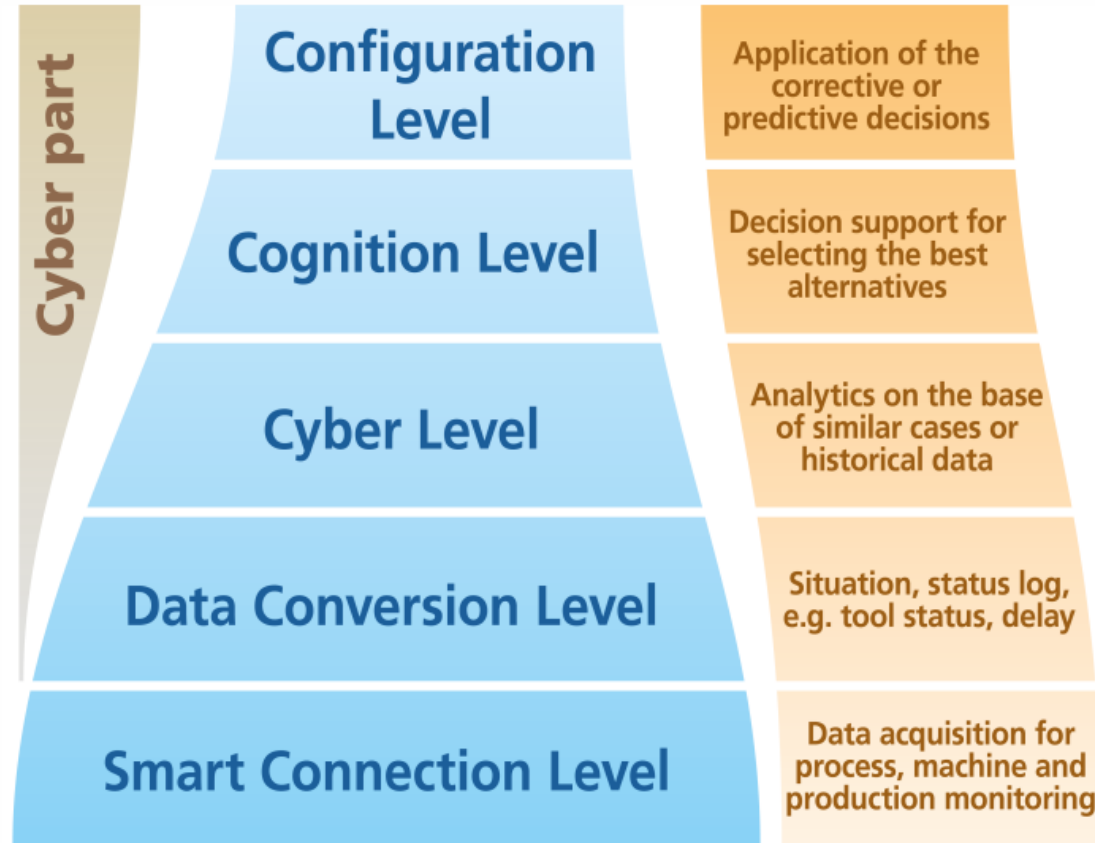 Cyber part
Configuration
Level
Application of the
corrective or
predictive decisions
Cognition Level
Decision support for
selecting the best
alternatives
Cyber Level
Analytics on the base
of similar cases or
historical data
Data Conversion Level
Situation, status log,
e.g. tool status, delay
Smart Connection Level
Data acquisition for
process, machine and
production monitoring